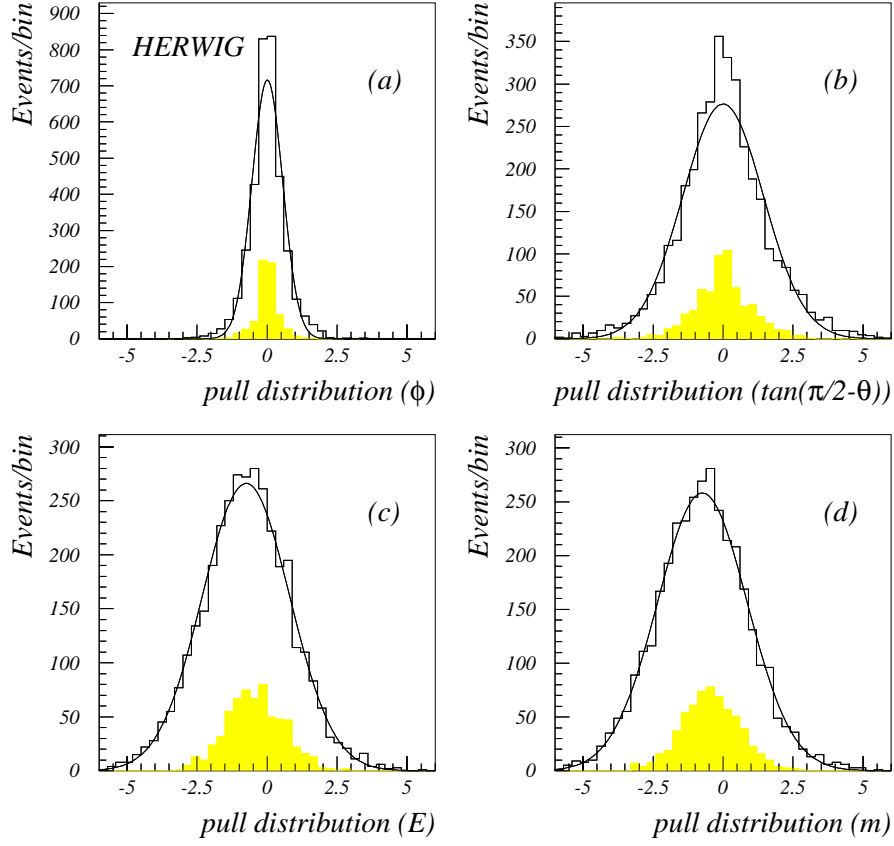 HERWIG
(a)
Events/bin
0
100
200
300
400
500
600
700
800
900
-5 -2.5 0 2.5 5
pull distribution (ϕ)
(b)
Events/bin
0
50
100
150
200
250
300
350
-5 -2.5 0 2.5 5
pull distribution (tan(π/2-θ))
(c)
Events/bin
0
50
100
150
200
250
300
-5 -2.5 0 2.5 5
pull distribution (E)
(d)
Events/bin
0
50
100
150
200
250
300
-5 -2.5 0 2.5 5
pull distribution (m)